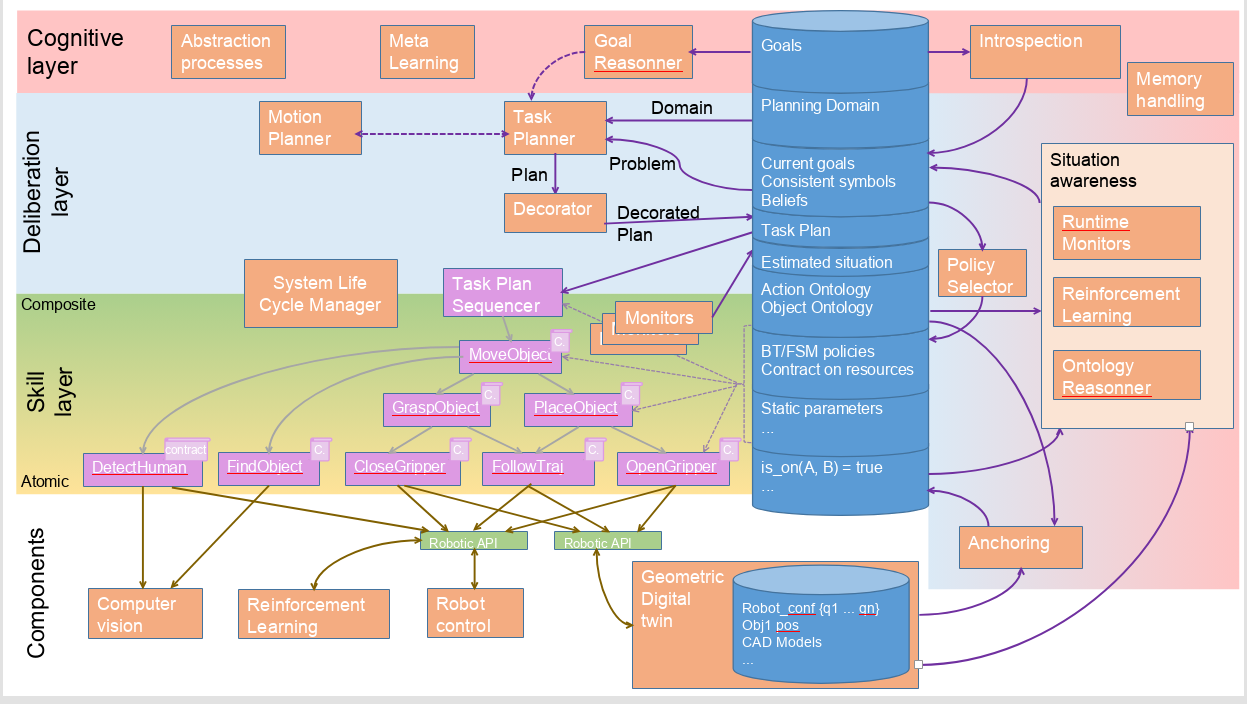 Cognitive
layer
Abstraction
processes
Meta
Learning
Goal
Reasonner
Goals
Introspection
Memory
handling
Deliberation
layer
Motion
Planner
Task
Planner
Domain
Planning Domain
Problem
Plan
Current goals
Consistent symbols
Beliefs
Decorator
Decorated
Plan
Task Plan
Situation
awareness
Runtime
Monitors
Reinforcement
Learning
Ontology
Reasonner
Policy
Selector
System Life
Cycle Manager
Task Plan
Sequencer
Estimated situation
Action Ontology
Object Ontology
Composite
Monitors
Skill
layer
MoveObject
C.
BT/FSM policies
Contract on resources
GraspObject
C.
PlaceObject
C.
Static parameters
...
DetectHuman
contract
FindObject
C.
CloseGripper
C.
FollowTraj
C.
OpenGripper
C.
is_on(A, B) = true
...
Atomic
Components
Robotic API
Robotic API
Anchoring
Computer
vision
Reinforcement
Learning
Robot
control
Geometric
Digital
twin
Robot_conf {q1 ... qn}
Obj1 pos
CAD Models
...